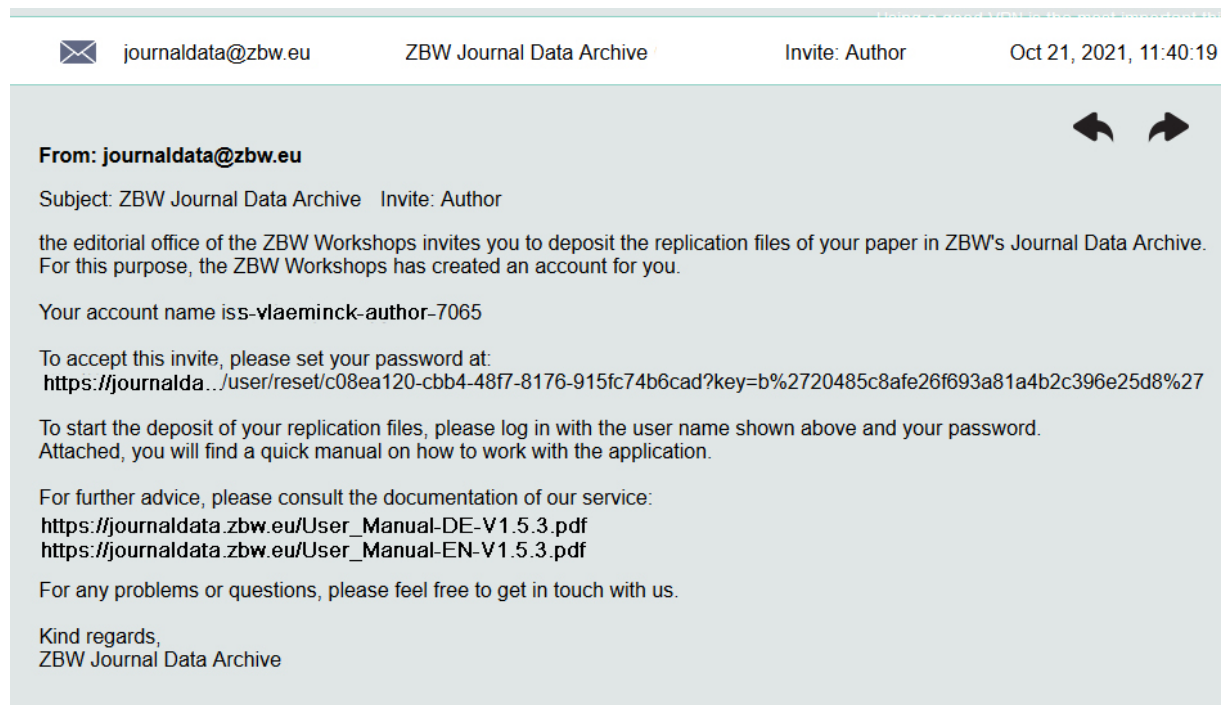 Using a good VPN is the most important th
journaldata@zbw.eu ZBW Journal Data Archive Invite: Author Oct 21, 2021, 11:40:19
From: journaldata@zbw.eu
Subject: ZBW Journal Data Archive Invite: Author
the editorial office of the ZBW Workshops invites you to deposit the replication files of your paper in ZBW's Journal Data Archive.
For this purpose, the ZBW Workshops has created an account for you.
Your account name iss-vlaeminck-author-7065
To accept this invite, please set your password at:
https://journalda.../user/reset/c08ea120-cbb4-48f7-8176-915fc74b6cad?key=b%2720485c8afe26f693a81a4b2c396e25d8%27
To start the deposit of your replication files, please log in with the user name shown above and your password.
Attached, you will find a quick manual on how to work with the application.
For further advice, please consult the documentation of our service:
https://journaldata.zbw.eu/User_Manual-DE-V1.5.3.pdf
https://journaldata.zbw.eu/User_Manual-EN-V1.5.3.pdf
For any problems or questions, please feel free to get in touch with us.
Kind regards,
ZBW Journal Data Archive